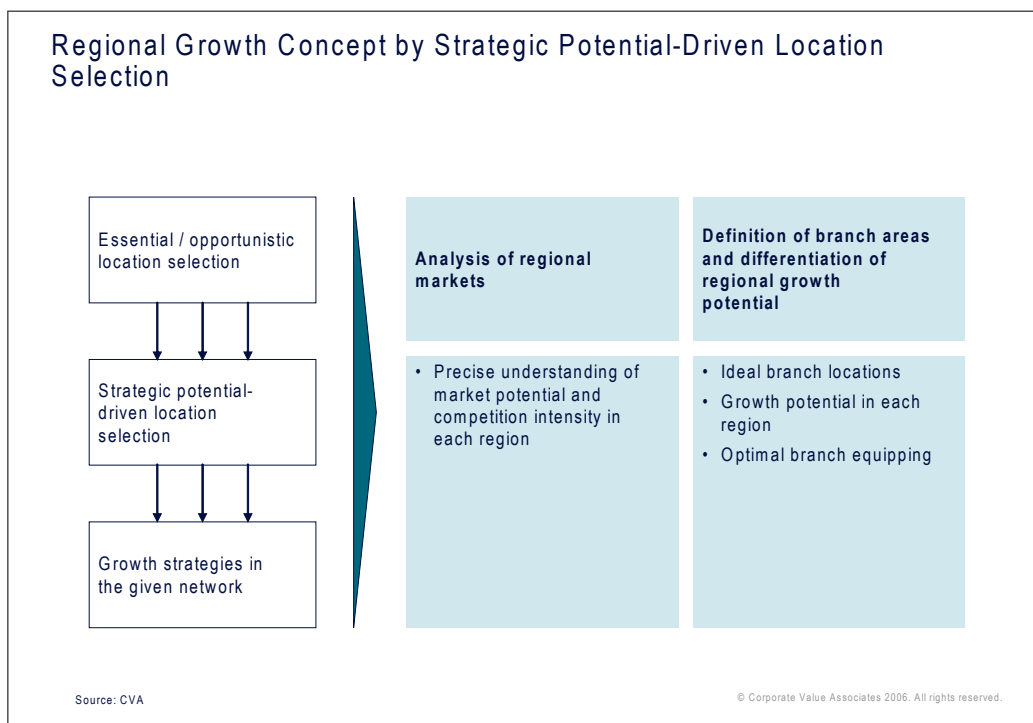 Regional Growth Concept by Strategic Potential-Driven Location
Selection
Essential / opportunistic
location selection
Strategic potential-
driven location
selection
Growth strategies in
the given network
Analysis of regional
markets
• Precise understanding of
market potential and
competition intensity in
each region
Definition of branch areas
and differentiation of
regional growth
potential
• Ideal branch locations
• Growth potential in each
region
• Optimal branch equipping
Source: CVA
© Corporate Value Associates 2006. All rights reserved.